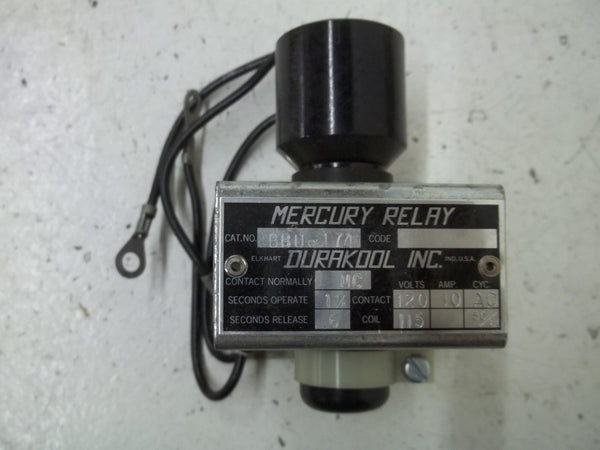 MERCURY RELAY
CAT. NO. CODE
ELKHART DURAKOOL INC. IND., U.S.A.
VOLTS AMP. CYC.
CONTACT NORMALLY
SECONDS OPERATE CONTACT 120 10 AC
SECONDS RELEASE 6 COIL 115